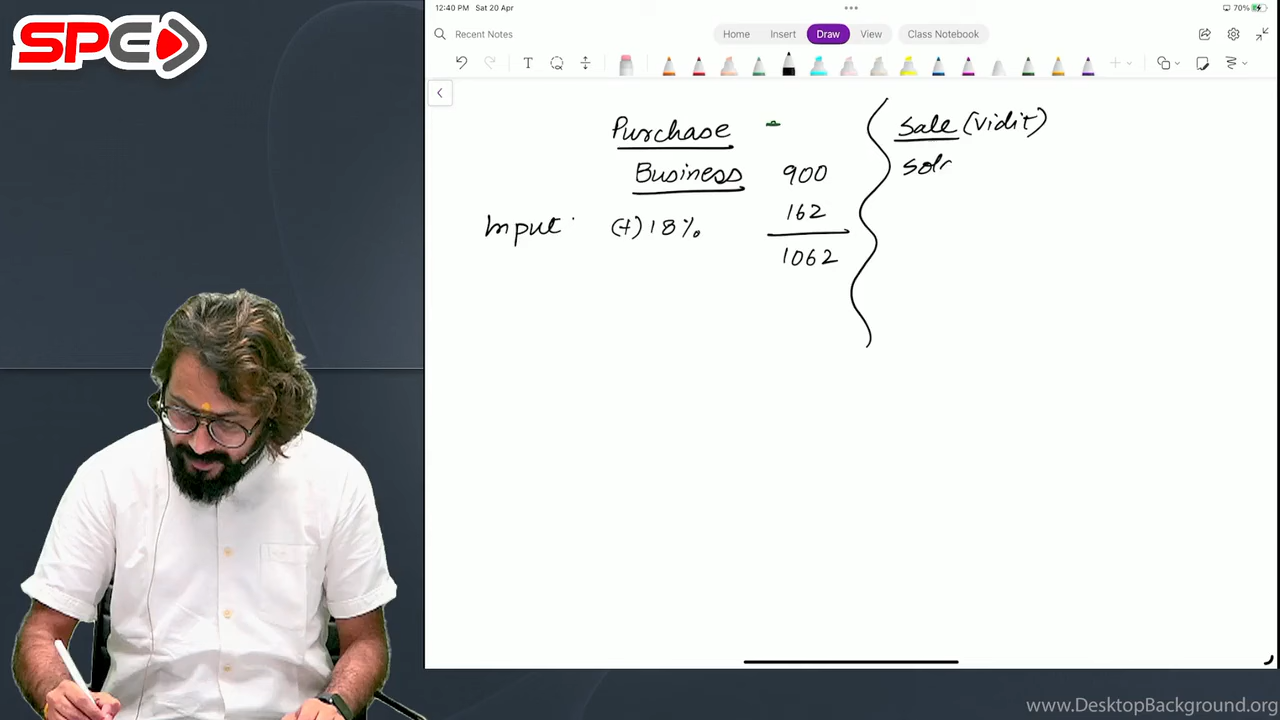 SPC
12:40 PM Sat 20 Apr
70%
Recent Notes
Home Insert Draw View Class Notebook
T
Purchase
Sale (Vidit)
Business 900
Input (+) 18% 162
1062
www.DesktopBackground.org